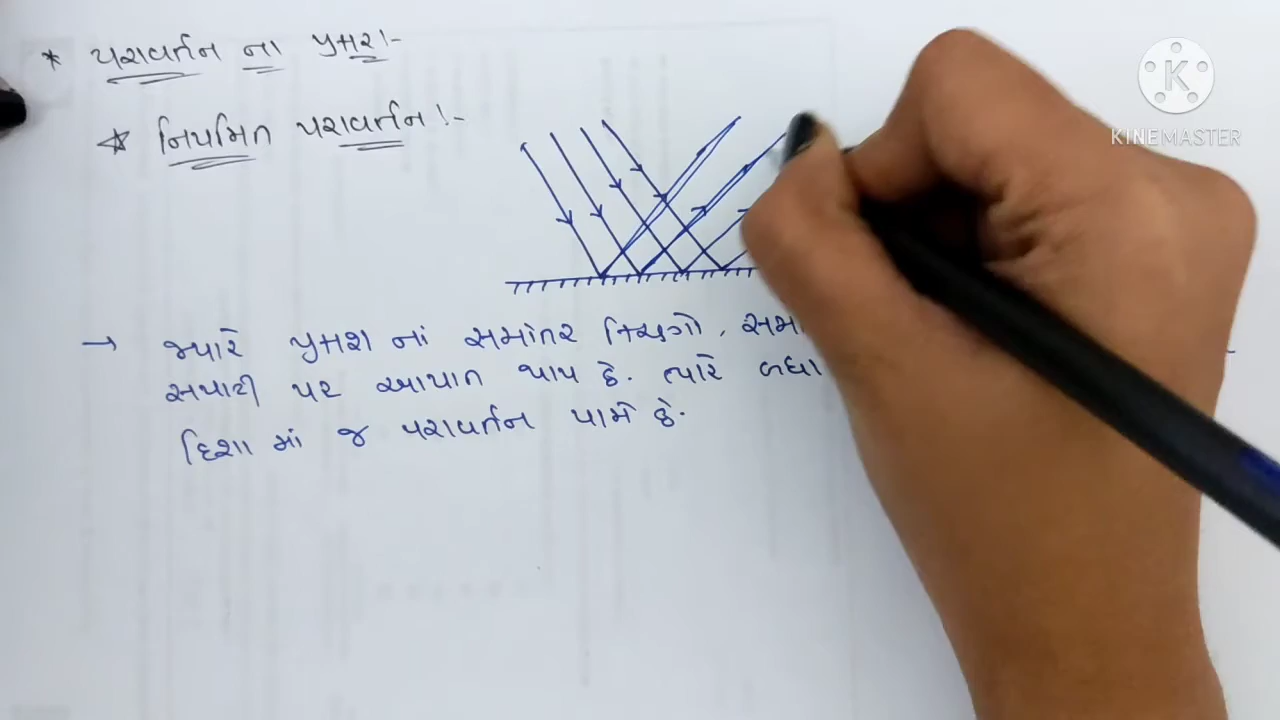 * પરાવર્તન ના પ્રકાર:-
☆ નિયમિત પરાવર્તન:-
K
KINEMASTER
→ જ્યારે પ્રકાશ નાં સમાંતર કિરણો,
સપાટી પર આપાત થાય છે. ત્યારે બધા
દિશા માં જ પરાવર્તન પામે છે.